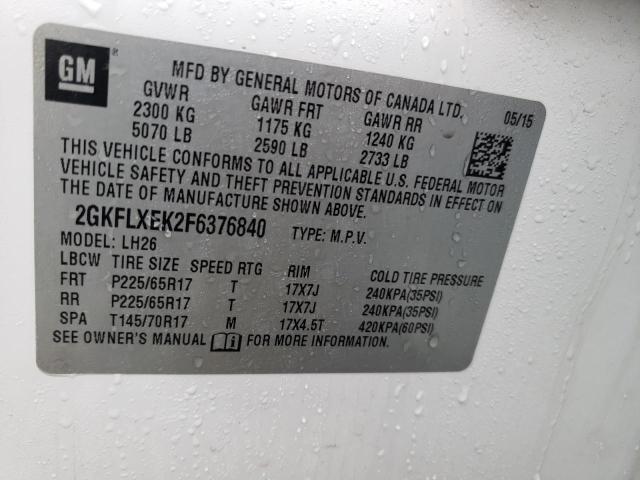 GM ®
MFD BY GENERAL MOTORS OF CANADA LTD.
GVWR GAWR FRT GAWR RR 05/15
2300 KG 1175 KG 1240 KG
5070 LB 2590 LB 2733 LB
THIS VEHICLE CONFORMS TO ALL APPLICABLE U.S. FEDERAL MOTOR
VEHICLE SAFETY AND THEFT PREVENTION STANDARDS IN EFFECT ON
THE DATE OF MANUFACTURE SHOWN ABOVE.
2GKFLXEK2F6376840 TYPE: M.P.V.
MODEL: LH26
LBCW TIRE SIZE SPEED RTG RIM COLD TIRE PRESSURE
FRT P225/65R17 T 17X7J 240KPA(35PSI)
RR P225/65R17 T 17X7J 240KPA(35PSI)
SPA T145/70R17 M 17X4.5T 420KPA(60PSI)
SEE OWNER'S MANUAL i FOR MORE INFORMATION.